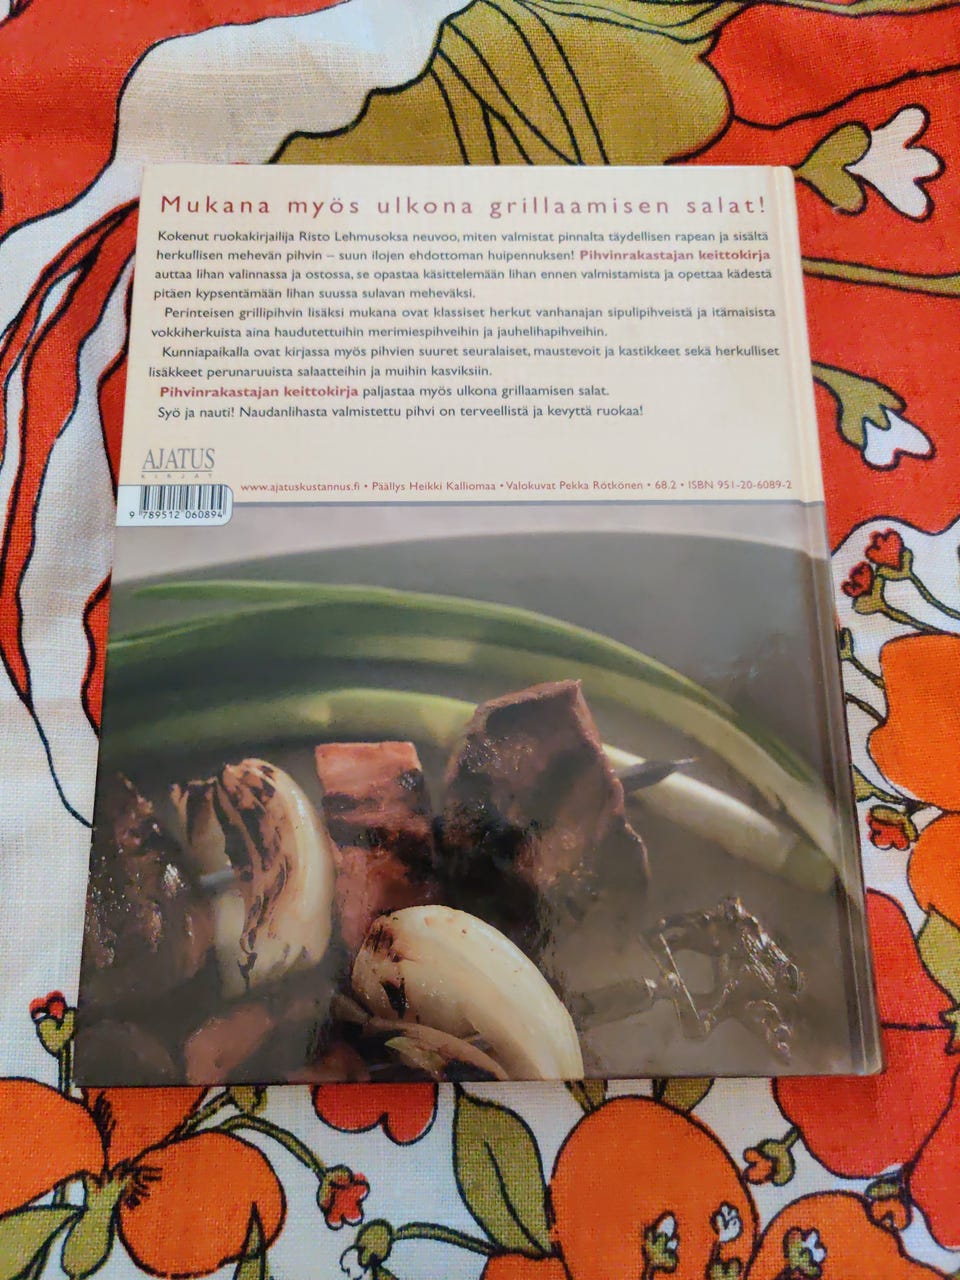 Mukana myös ulkona grillaamisen salat!
Kokenut ruokakirjailija Risto Lehmusoksa neuvoo, miten valmistat pinnalta täydellisen rapean ja sisältä
herkullisen mehevän pihvin – suun ilojen ehdottoman huipennuksen! Pihvinrakastajan keittokirja
auttaa lihan valinnassa ja ostossa, se opastaa käsittelemään lihan ennen valmistamista ja opettaa kädestä
pitäen kypsentämään lihan suussa sulavan meheväksi.
Perinteisen grillipihvin lisäksi mukana ovat klassiset herkut vanhanajan sipulipihveistä ja itämaisista
vokkiherkuista aina haudutettuihin merimiespihveihin ja jauhelihapihveihin.
Kunniapaikalla ovat kirjassa myös pihvien suuret seuralaiset, maustevoit ja kastikkeet sekä herkulliset
lisäkkeet perunaruuista salaatteihin ja muihin kasviksiin.
Pihvinrakastajan keittokirja paljastaa myös ulkona grillaamisen salat.
Syö ja nauti! Naudanlihasta valmistettu pihvi on terveellistä ja kevyttä ruokaa!
AJATUS
KIRJAT
www.ajatuskustannus.fi • Päällys Heikki Kalliomaa • Valokuvat Pekka Rötkönen • 68.2 • ISBN 951-20-6089-2
9 789512 060894